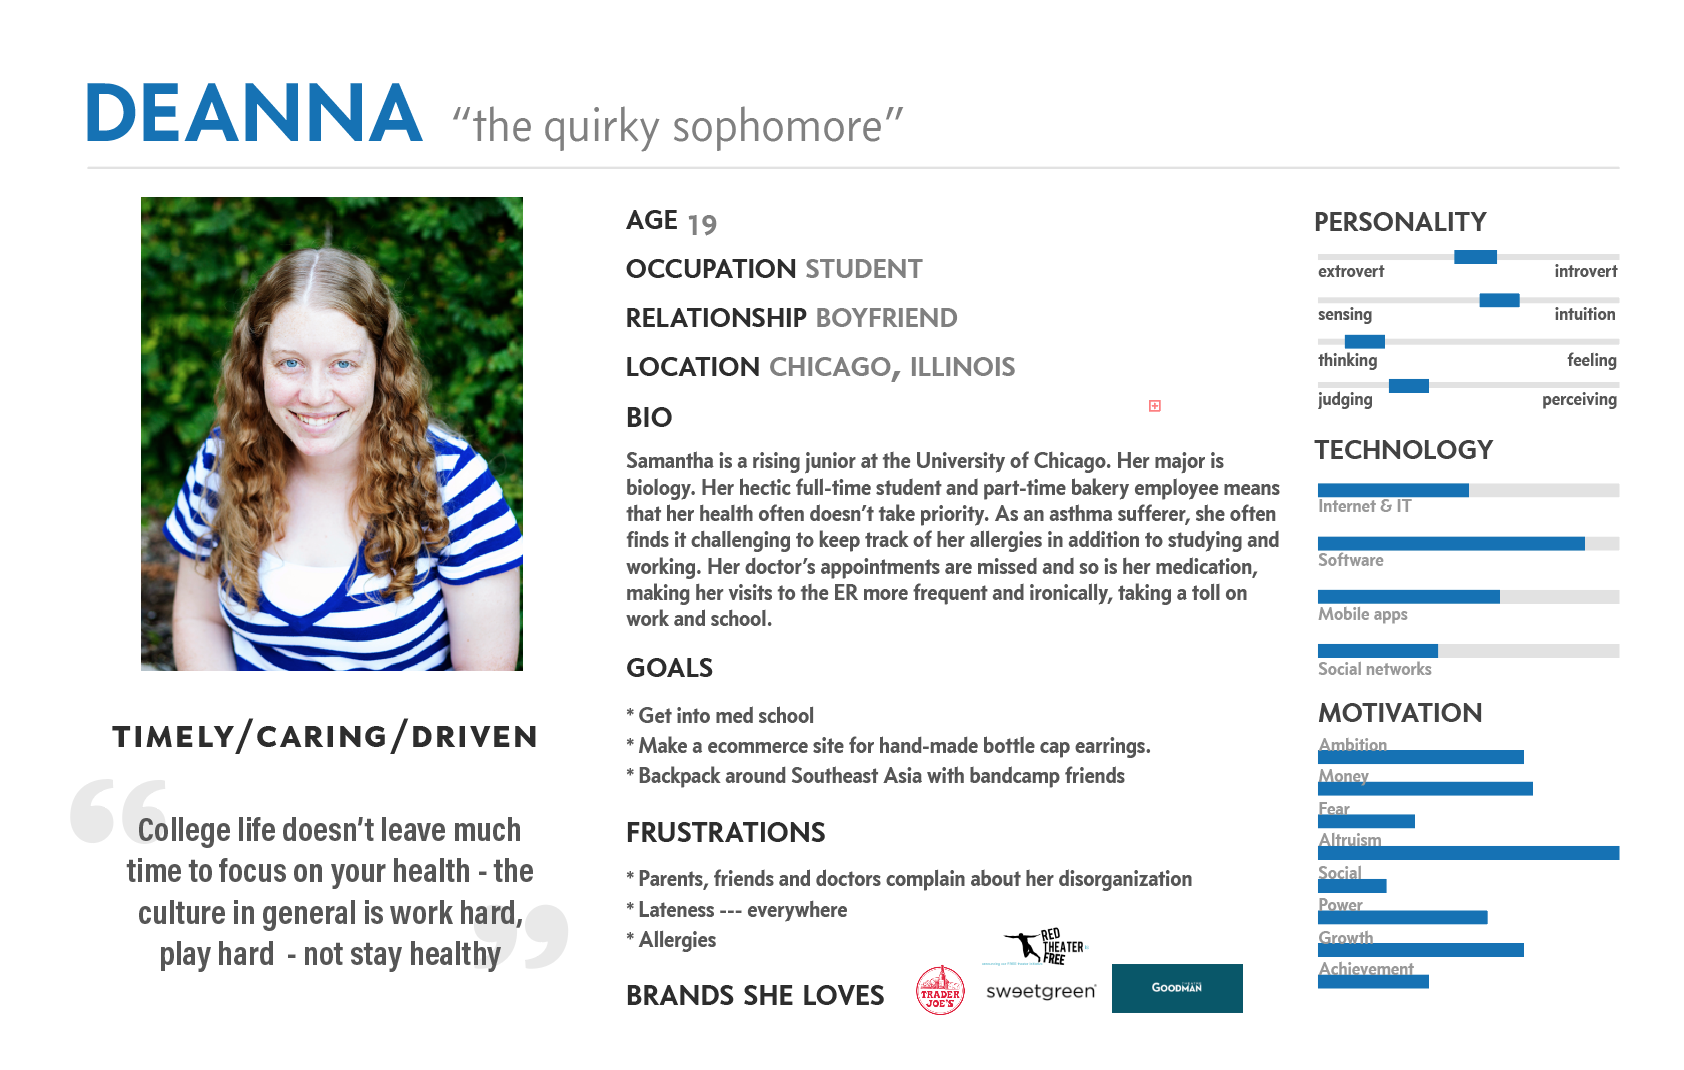 DEANNA “the quirky sophomore”
TIMELY/CARING/DRIVEN
College life doesn’t leave much
time to focus on your health - the
culture in general is work hard,
play hard  - not stay healthy
AGE 19
OCCUPATION STUDENT
RELATIONSHIP BOYFRIEND
LOCATION CHICAGO, ILLINOIS
BIO
Samantha is a rising junior at the University of Chicago. Her major is
biology. Her hectic full-time student and part-time bakery employee means
that her health often doesn’t take priority. As an asthma sufferer, she often
finds it challenging to keep track of her allergies in addition to studying and
working. Her doctor’s appointments are missed and so is her medication,
making her visits to the ER more frequent and ironically, taking a toll on
work and school.
GOALS
* Get into med school
* Make a ecommerce site for hand-made bottle cap earrings.
* Backpack around Southeast Asia with bandcamp friends
FRUSTRATIONS
* Parents, friends and doctors complain about her disorganization
* Lateness --- everywhere
* Allergies
BRANDS SHE LOVES
TRADER
JOE'S
RED
THEATER
FREE
sweetgreen
GOODMAN
PERSONALITY
extrovert introvert
sensing intuition
thinking feeling
judging perceiving
TECHNOLOGY
Internet & IT
Software
Mobile apps
Social networks
MOTIVATION
Ambition
Money
Fear
Altruism
Social
Power
Growth
Achievement